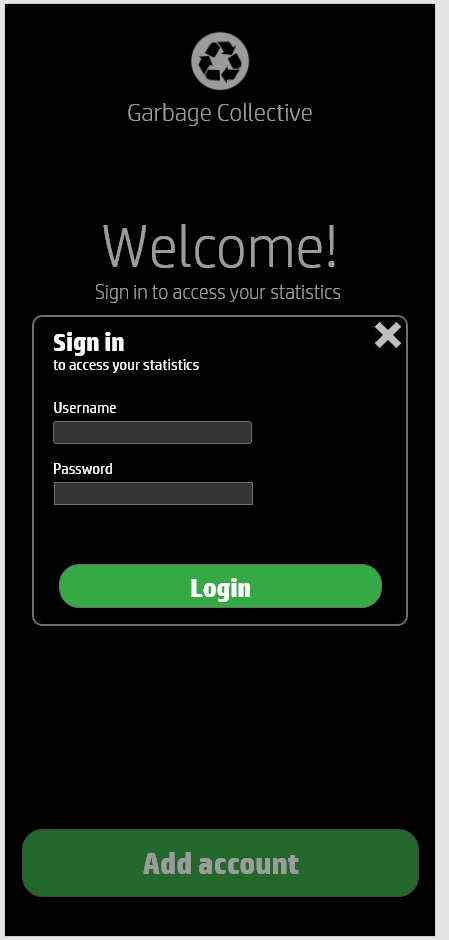 Garbage Collective
Welcome!
Sign in to access your statistics
Sign in
to access your statistics
Username
Password
Login
Add account